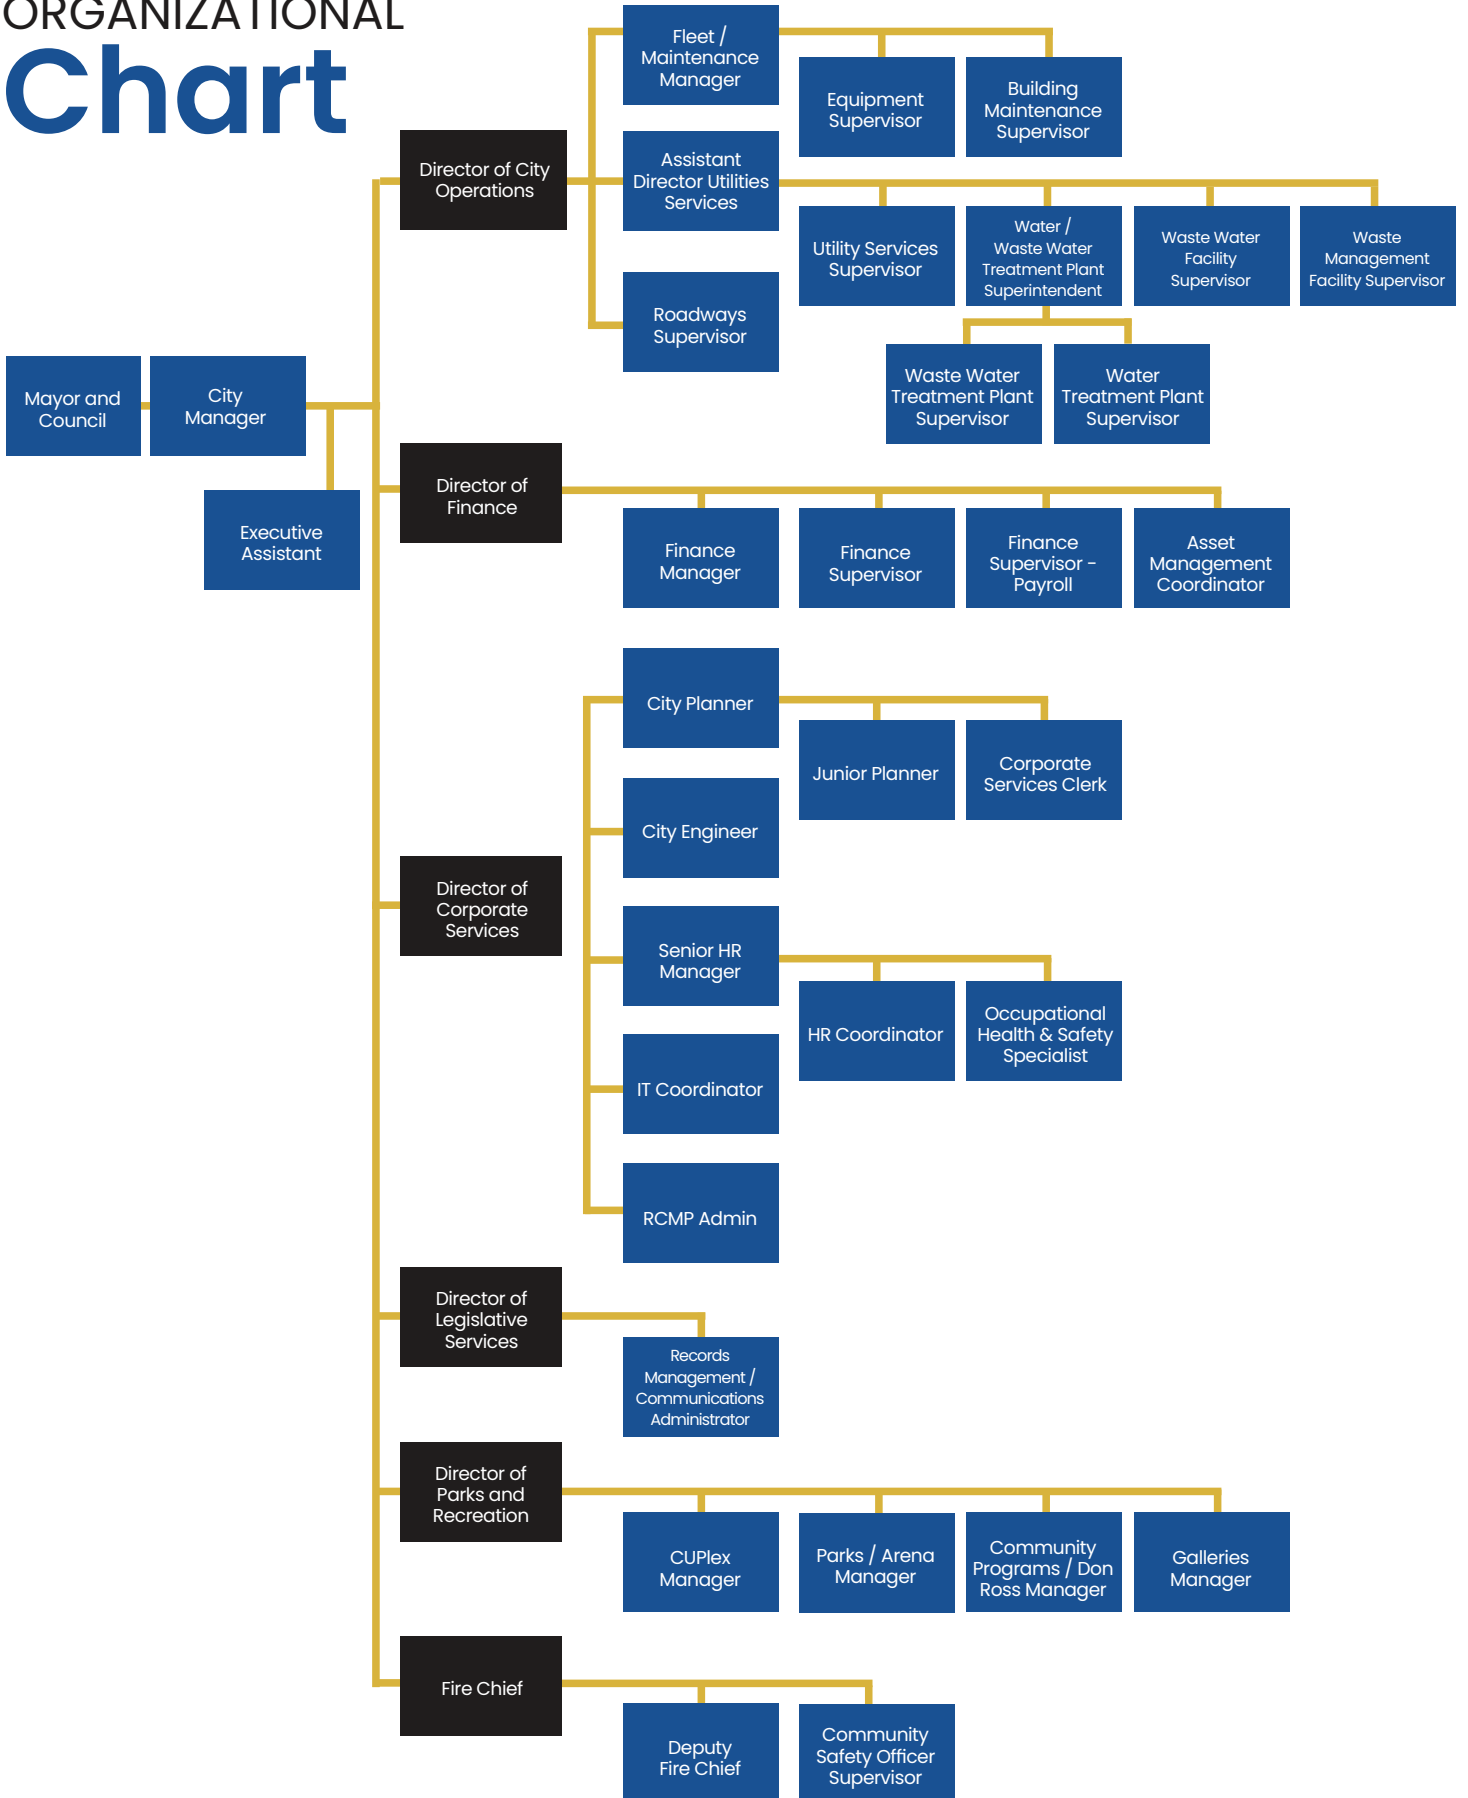 ORGANIZATIONAL
Chart
Fleet /
Maintenance
Manager
Equipment
Supervisor
Building
Maintenance
Supervisor
Director of City
Operations
Assistant
Director Utilities
Services
Utility Services
Supervisor
Water /
Waste Water
Treatment Plant
Superintendent
Waste Water
Facility
Supervisor
Waste
Management
Facility Supervisor
Roadways
Supervisor
Waste Water
Treatment Plant
Supervisor
Water
Treatment Plant
Supervisor
Mayor and
Council
City
Manager
Executive
Assistant
Director of
Finance
Finance
Manager
Finance
Supervisor
Finance
Supervisor -
Payroll
Asset
Management
Coordinator
City Planner
Junior Planner
Corporate
Services Clerk
City Engineer
Director of
Corporate
Services
Senior HR
Manager
HR Coordinator
Occupational
Health & Safety
Specialist
IT Coordinator
RCMP Admin
Director of
Legislative
Services
Records
Management /
Communications
Administrator
Director of
Parks and
Recreation
CUPlex
Manager
Parks / Arena
Manager
Community
Programs / Don
Ross Manager
Galleries
Manager
Fire Chief
Deputy
Fire Chief
Community
Safety Officer
Supervisor